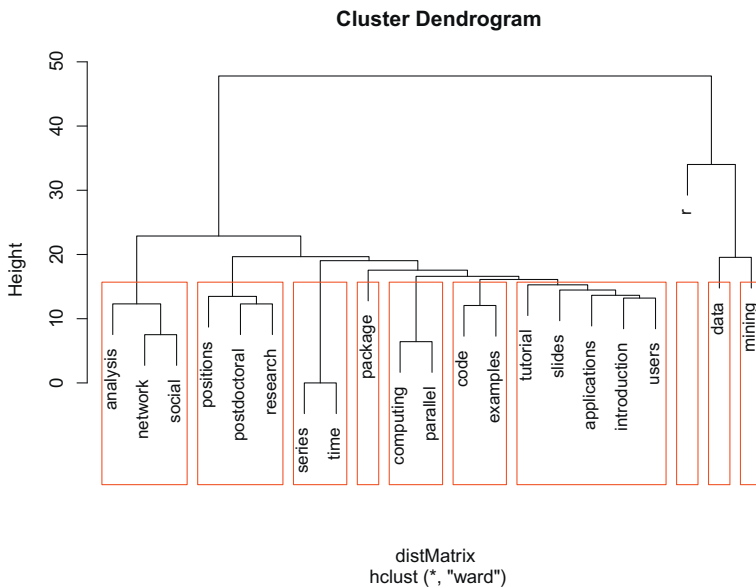 Cluster Dendrogram
Height
50
40
30
20
10
0
analysis
network
social
positions
postdoctoral
research
series
time
package
computing
parallel
code
examples
tutorial
slides
applications
introduction
users
r
data
mining
distMatrix
hclust (*, "ward")